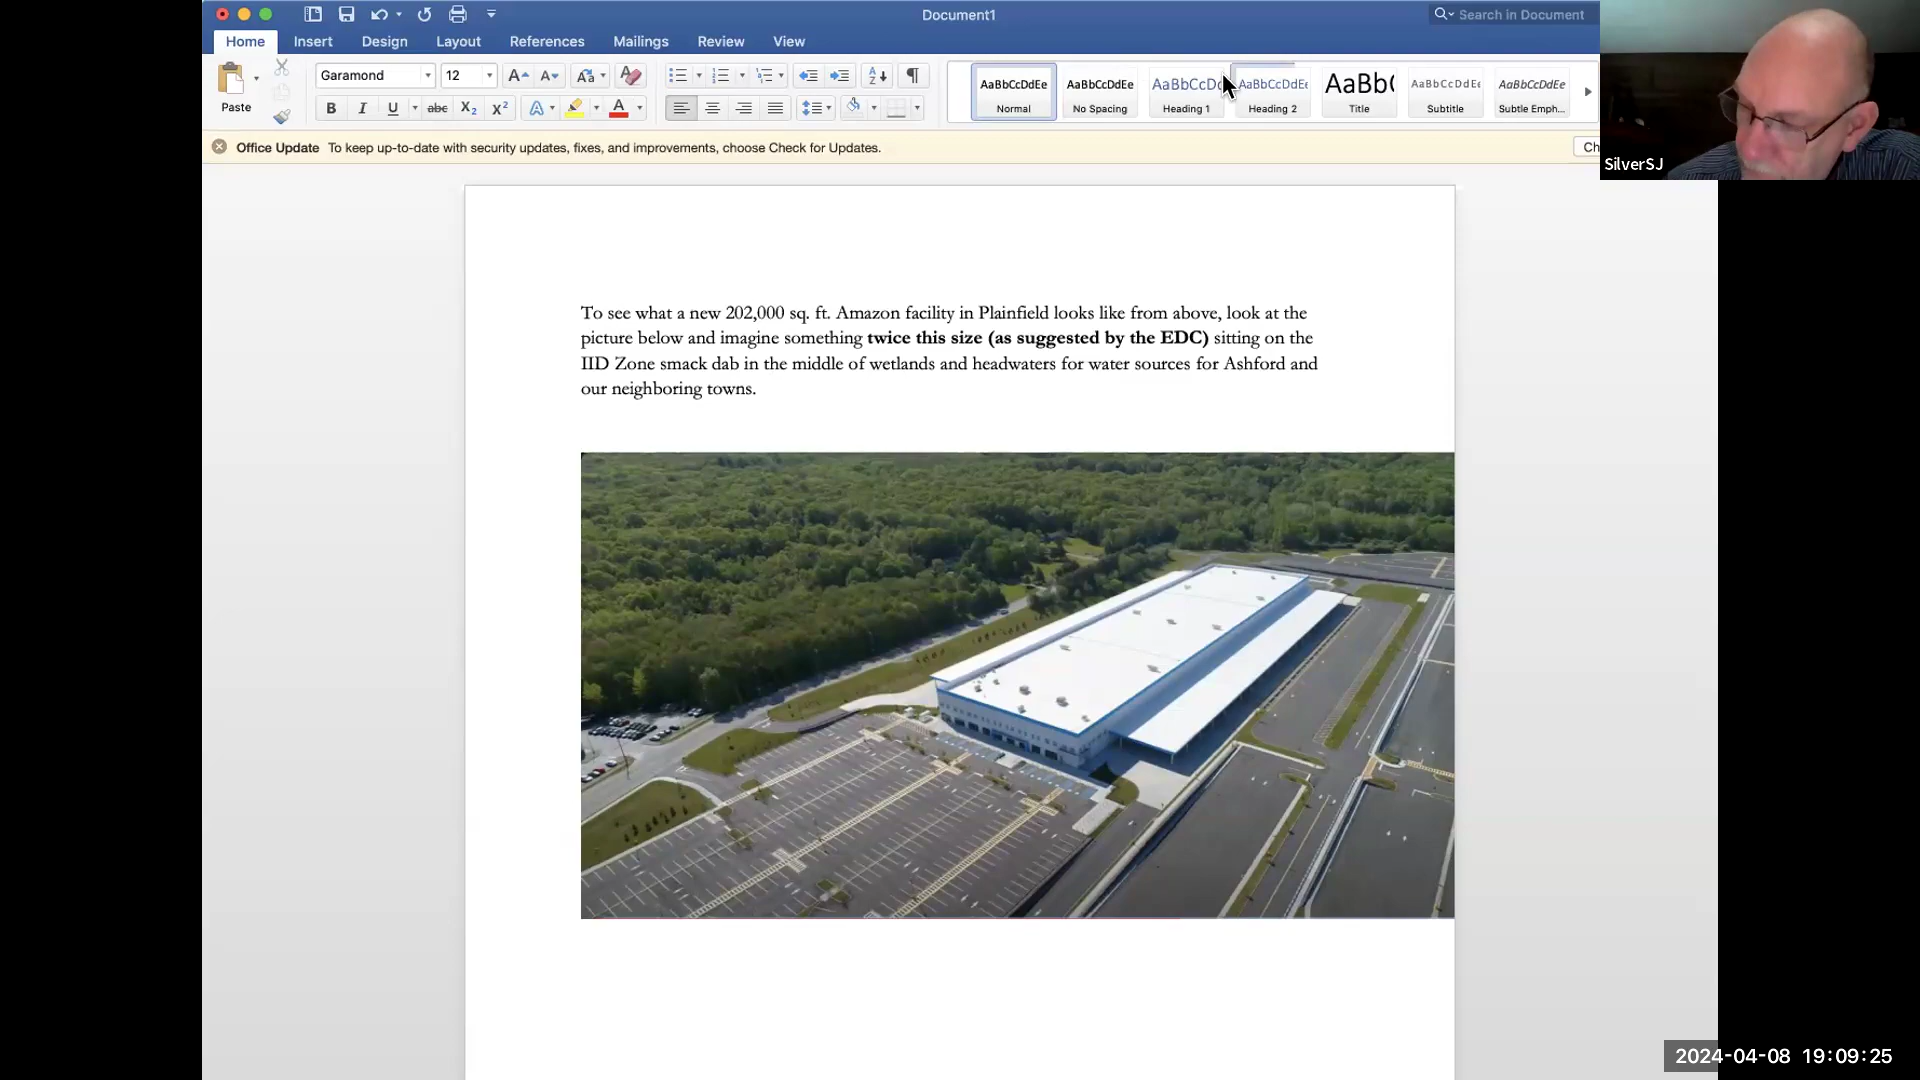 Document1
Search in Document
Home Insert Design Layout References Mailings Review View
Paste
Garamond
12
AaBbCcDdEe
Normal
AaBbCcDdEe
No Spacing
AaBbCcDc
Heading 1
AaBbCcDdEe
Heading 2
AaBb(
Title
AaBbCcDdEe
Subtitle
AaBbCcDdEe
Subtle Emph...
Office Update To keep up-to-date with security updates, fixes, and improvements, choose Check for Updates.
Ch
SilverSJ
To see what a new 202,000 sq. ft. Amazon facility in Plainfield looks like from above, look at the
picture below and imagine something twice this size (as suggested by the EDC) sitting on the
IID Zone smack dab in the middle of wetlands and headwaters for water sources for Ashford and
our neighboring towns.
2024-04-08 19:09:25